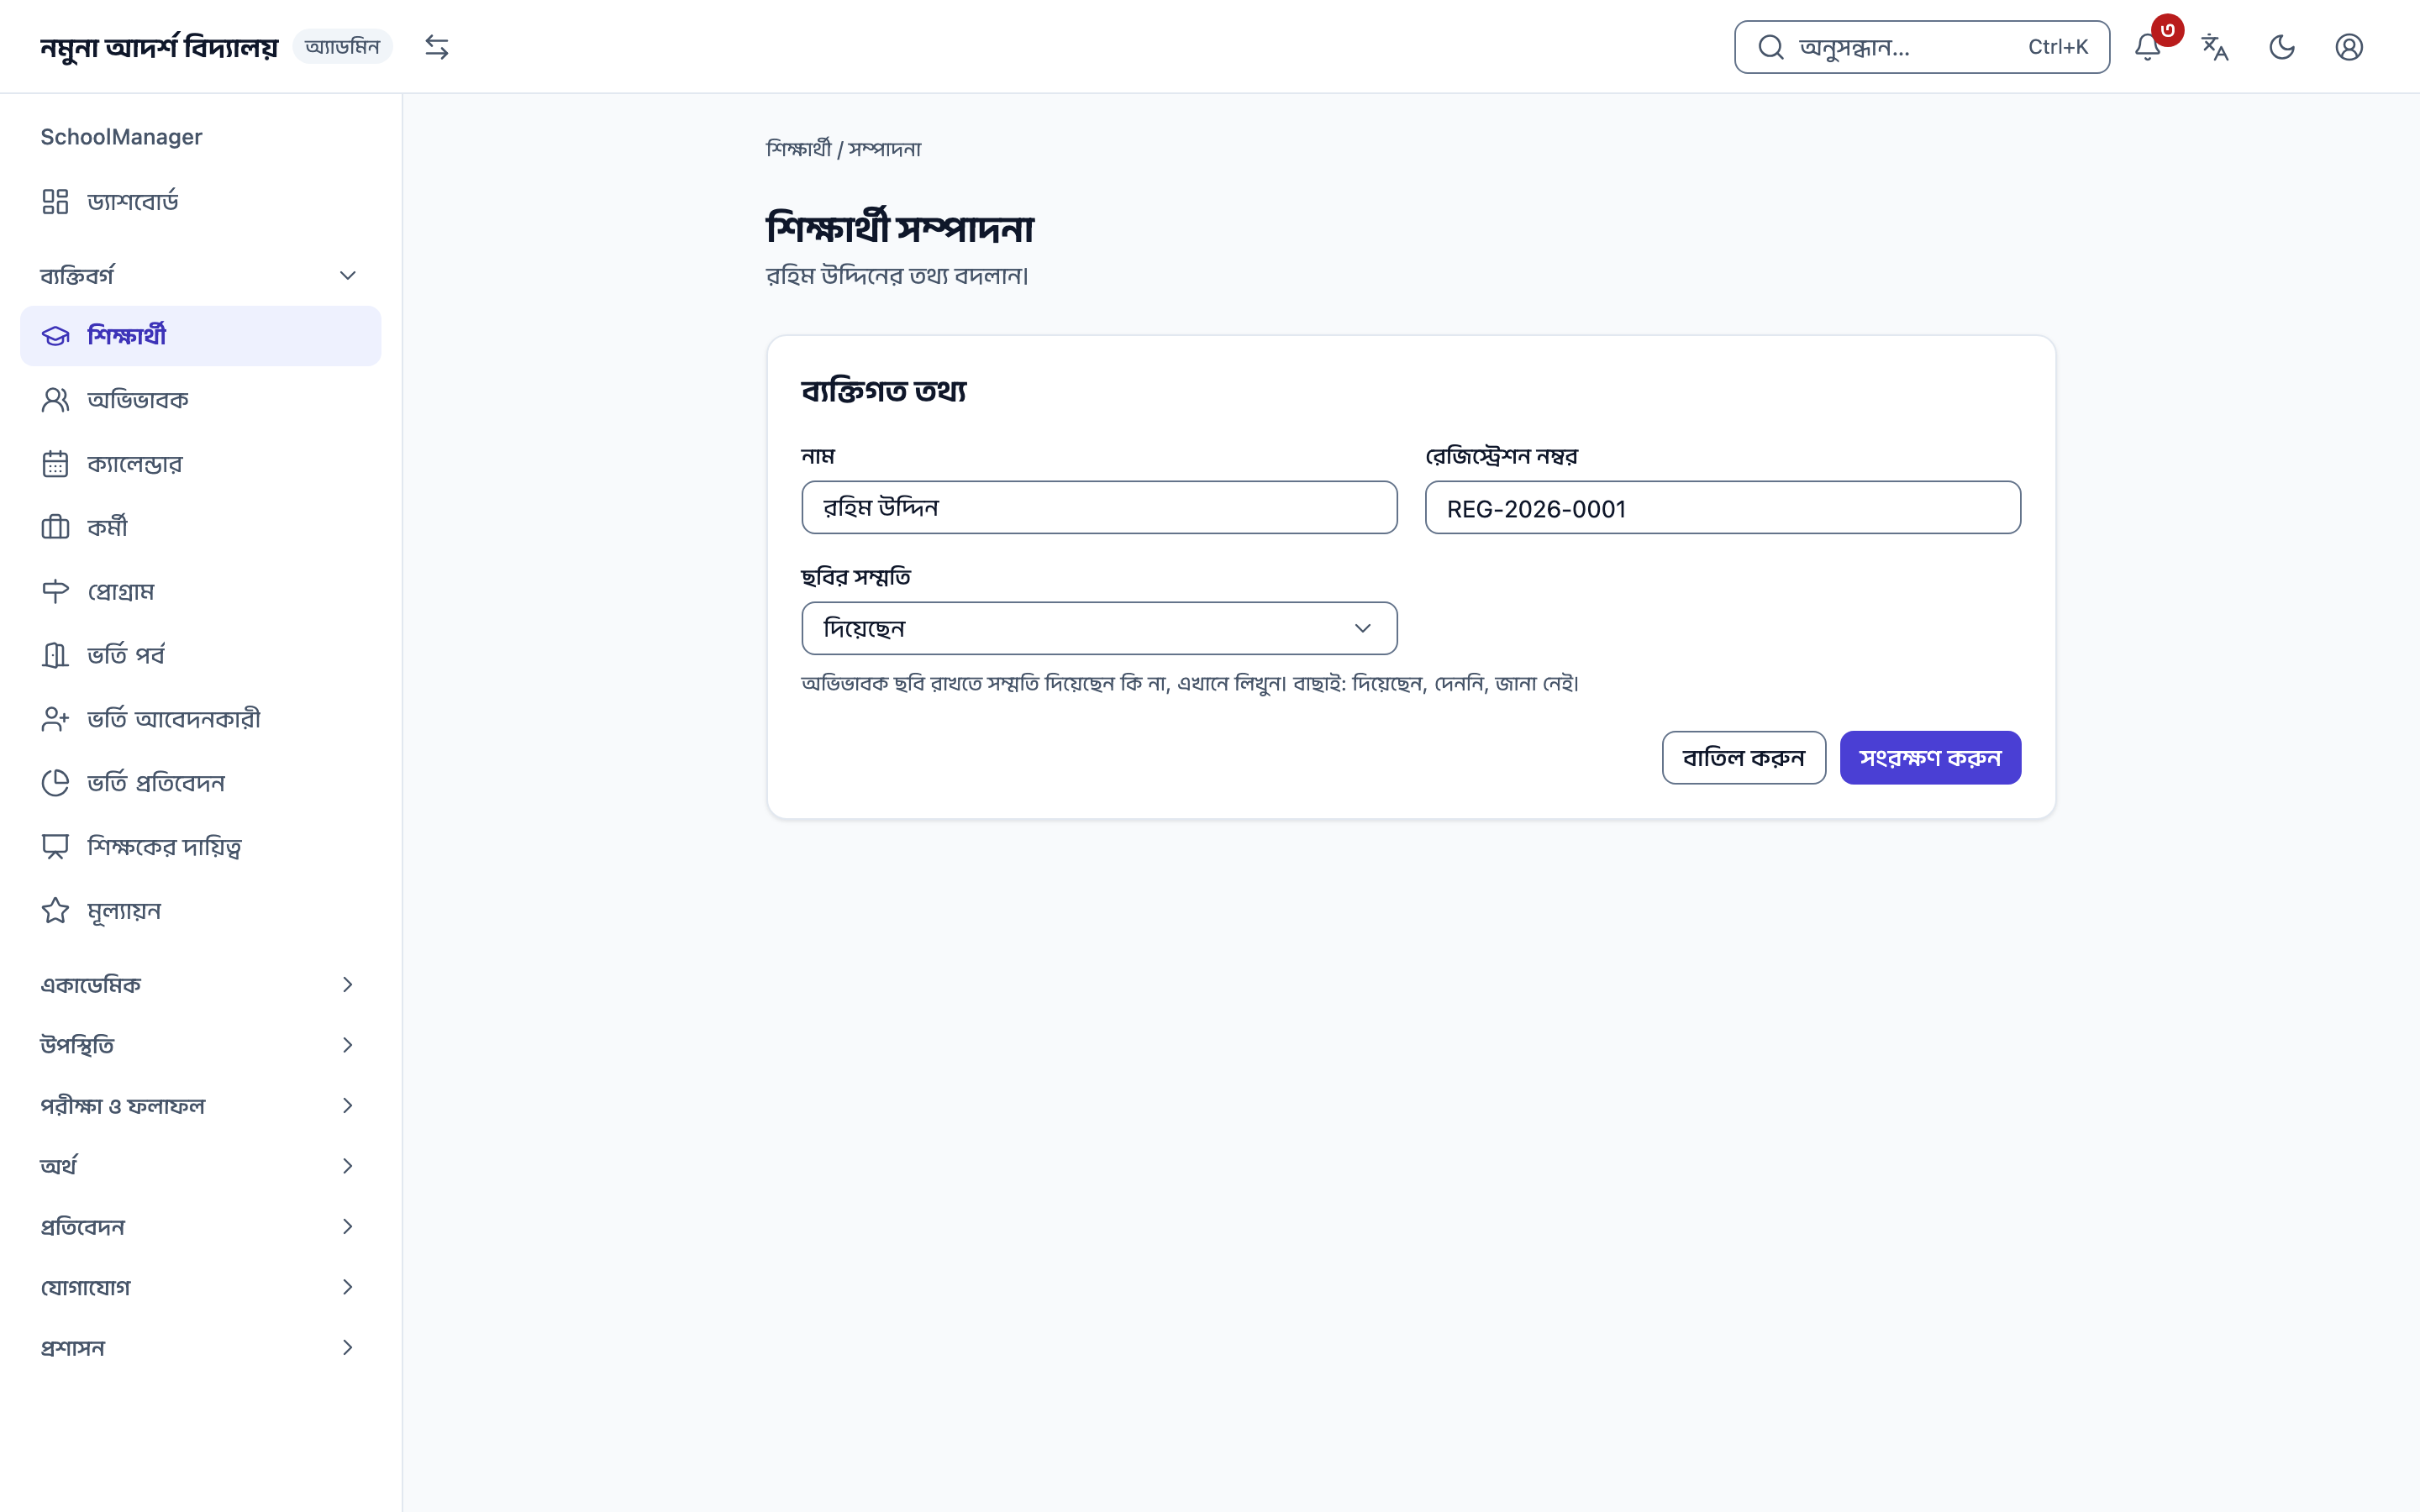 নমুনা আদর্শ বিদ্যালয়
অ্যাডমিন
অনুসন্ধান...
Ctrl+K
৩
SchoolManager
ড্যাশবোর্ড
ব্যক্তিবর্গ
শিক্ষার্থী
অভিভাবক
ক্যালেন্ডার
কর্মী
প্রোগ্রাম
ভর্তি পর্ব
ভর্তি আবেদনকারী
ভর্তি প্রতিবেদন
শিক্ষকের দায়িত্ব
মূল্যায়ন
একাডেমিক
উপস্থিতি
পরীক্ষা ও ফলাফল
অর্থ
প্রতিবেদন
যোগাযোগ
প্রশাসন
শিক্ষার্থী / সম্পাদনা
শিক্ষার্থী সম্পাদনা
রহিম উদ্দিনের তথ্য বদলান।
ব্যক্তিগত তথ্য
নাম
রহিম উদ্দিন
রেজিস্ট্রেশন নম্বর
REG-2026-0001
ছবির সম্মতি
দিয়েছেন
অভিভাবক ছবি রাখতে সম্মতি দিয়েছেন কি না, এখানে লিখুন। বাছাই: দিয়েছেন, দেননি, জানা নেই।
বাতিল করুন
সংরক্ষণ করুন